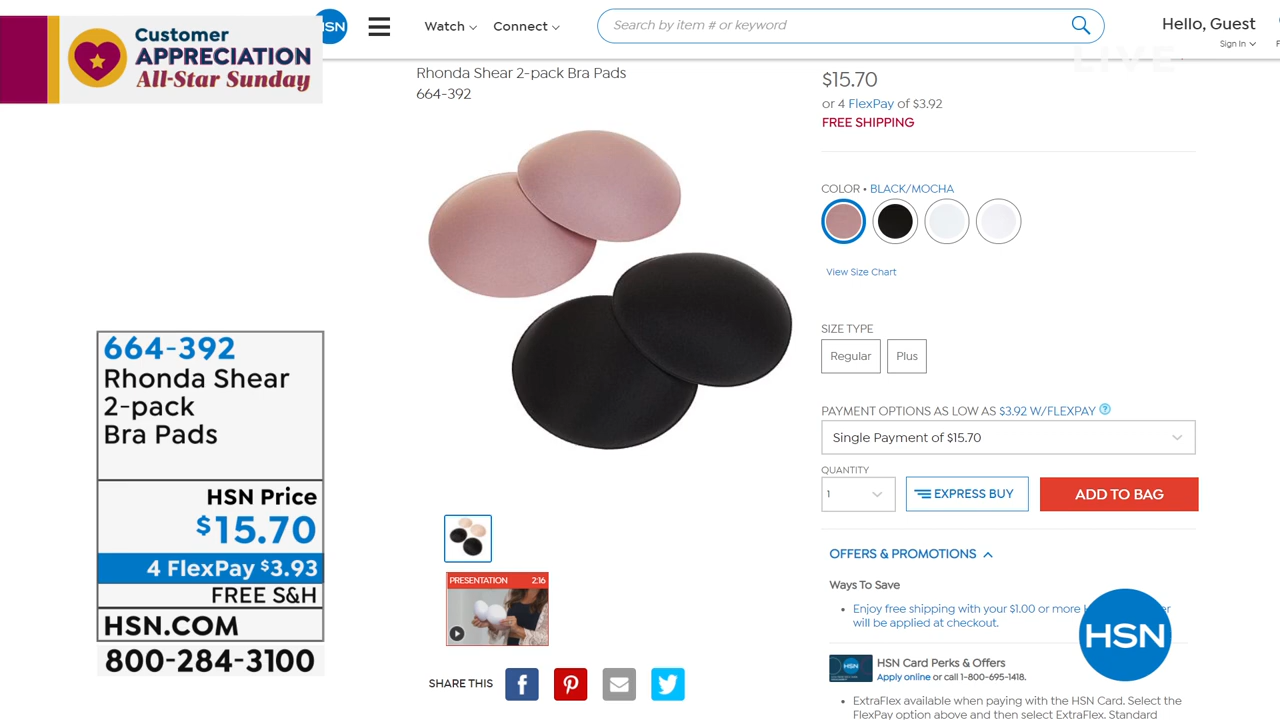 Customer
APPRECIATION
All-Star Sunday
HSN
Watch
Connect
Search by item # or keyword
Hello, Guest
Sign In
LIVE
Rhonda Shear 2-pack Bra Pads
664-392
$15.70
or 4 FlexPay of $3.92
FREE SHIPPING
COLOR • BLACK/MOCHA
View Size Chart
SIZE TYPE
Regular
Plus
PAYMENT OPTIONS AS LOW AS $3.92 W/FLEXPAY ?
Single Payment of $15.70
QUANTITY
1
EXPRESS BUY
ADD TO BAG
OFFERS & PROMOTIONS
Ways To Save
• Enjoy free shipping with your $1.00 or more
will be applied at checkout.
HSN
HSN Card Perks & Offers
Apply online or call 1-800-695-1418.
• ExtraFlex available when paying with the HSN Card. Select the
FlexPay option above and then select ExtraFlex. Standard
HSN
664-392
Rhonda Shear
2-pack
Bra Pads
HSN Price
$15.70
4 FlexPay $3.93
FREE S&H
HSN.COM
800-284-3100
PRESENTATION 2:16
SHARE THIS